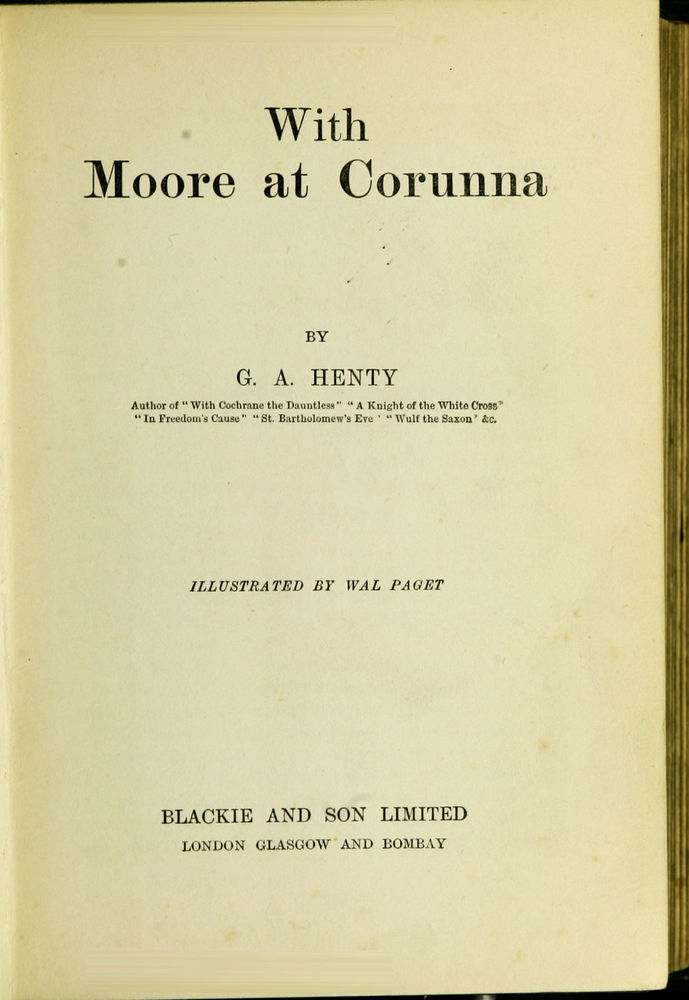 With
Moore at Corunna
BY
G. A. HENTY
Author of "With Cochrane the Dauntless" "A Knight of the White Cross"
"In Freedom's Cause" "St. Bartholomew's Eve' "Wulf the Saxon' &c.
ILLUSTRATED BY WAL PAGET
BLACKIE AND SON LIMITED
LONDON GLASGOW AND BOMBAY